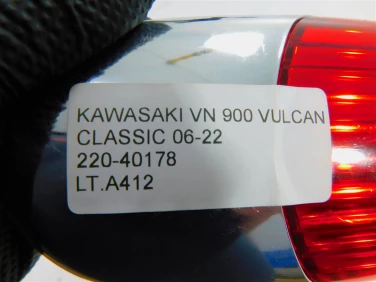 KAWASAKI VN 900 VULCAN
CLASSIC 06-22
220-40178
LT.A412